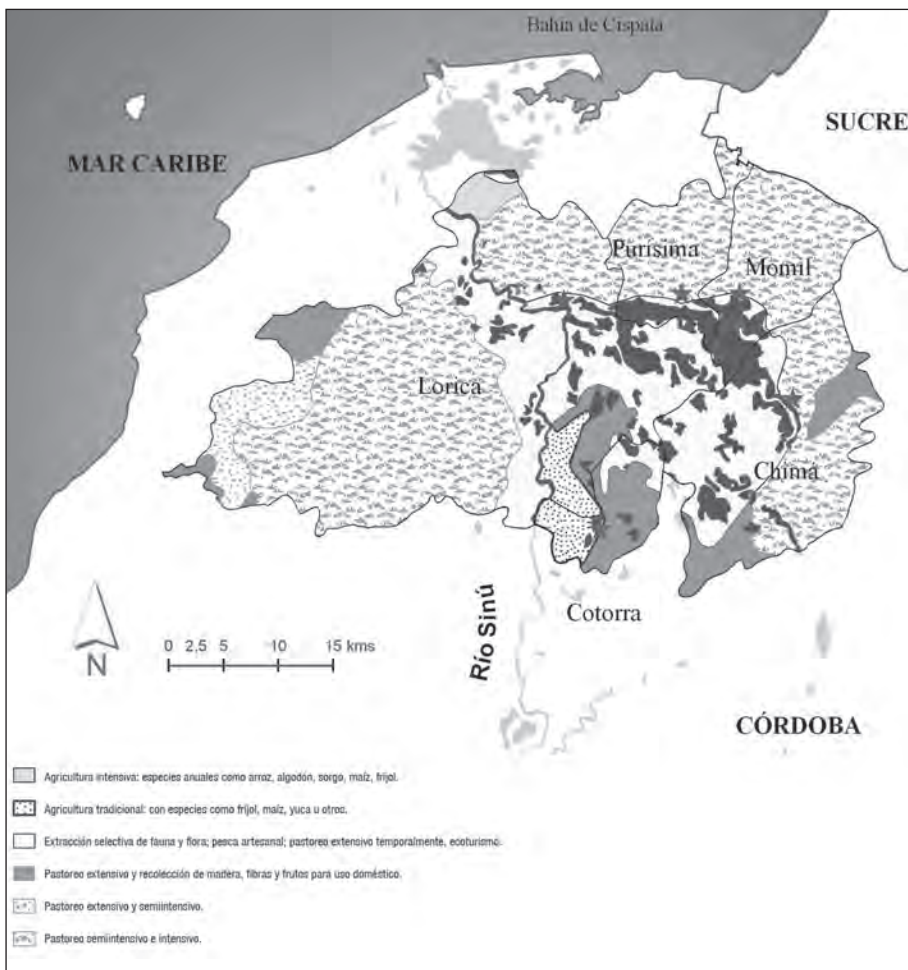 Bahía de Cispata
SUCRE
MAR CARIBE
Purísima
Momil
Lorica
Chimá
Río Sinú
Cotorra
0 2,5 5 10 15 kms
N
CÓRDOBA
Agricultura intensiva: especies anuales como arroz, algodón, sorgo, maíz, fríjol.
Agricultura tradicional: con especies como fríjol, maíz, yuca u otros.
Extracción selectiva de fauna y flora; pesca artesanal; pastoreo extensivo temporalmente, ecoturismo.
Pastoreo extensivo y recolección de madera, fibras y frutos para uso doméstico.
Pastoreo extensivo y semiintensivo.
Pastoreo semiintensivo e intensivo.